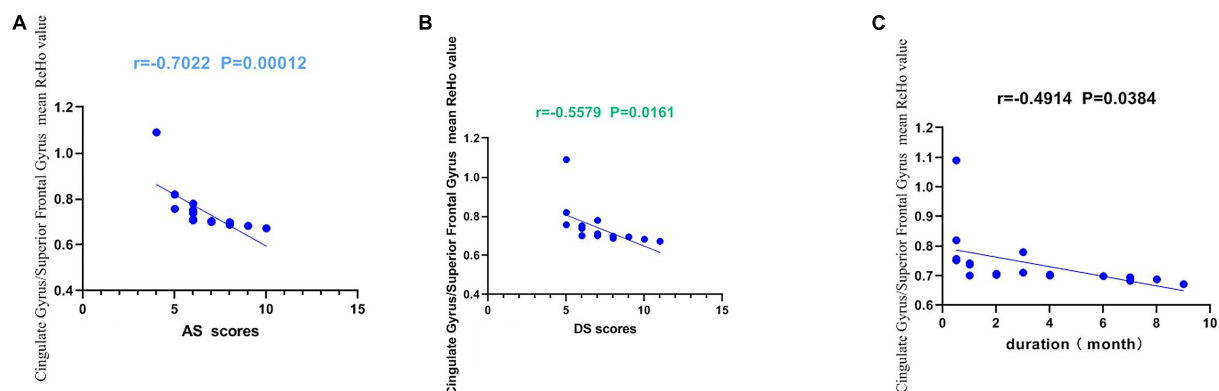 A
Cingulate Gyrus/Superior Frontal Gyrus mean ReHo value
r=-0.7022 P=0.00012
1.2
1.0
0.8
0.6
0.4
0
5
10
15
AS scores
B
Cingulate Gyrus/Superior Frontal Gyrus mean ReHo value
r=-0.5579 P=0.0161
1.2
1.0
0.8
0.6
0.4
0
5
10
15
DS scores
C
Cingulate Gyrus/Superior Frontal Gyrus mean ReHo value
r=-0.4914 P=0.0384
1.2
1.1
1.0
0.9
0.8
0.7
0.6
0
2
4
6
8
10
duration ( month)